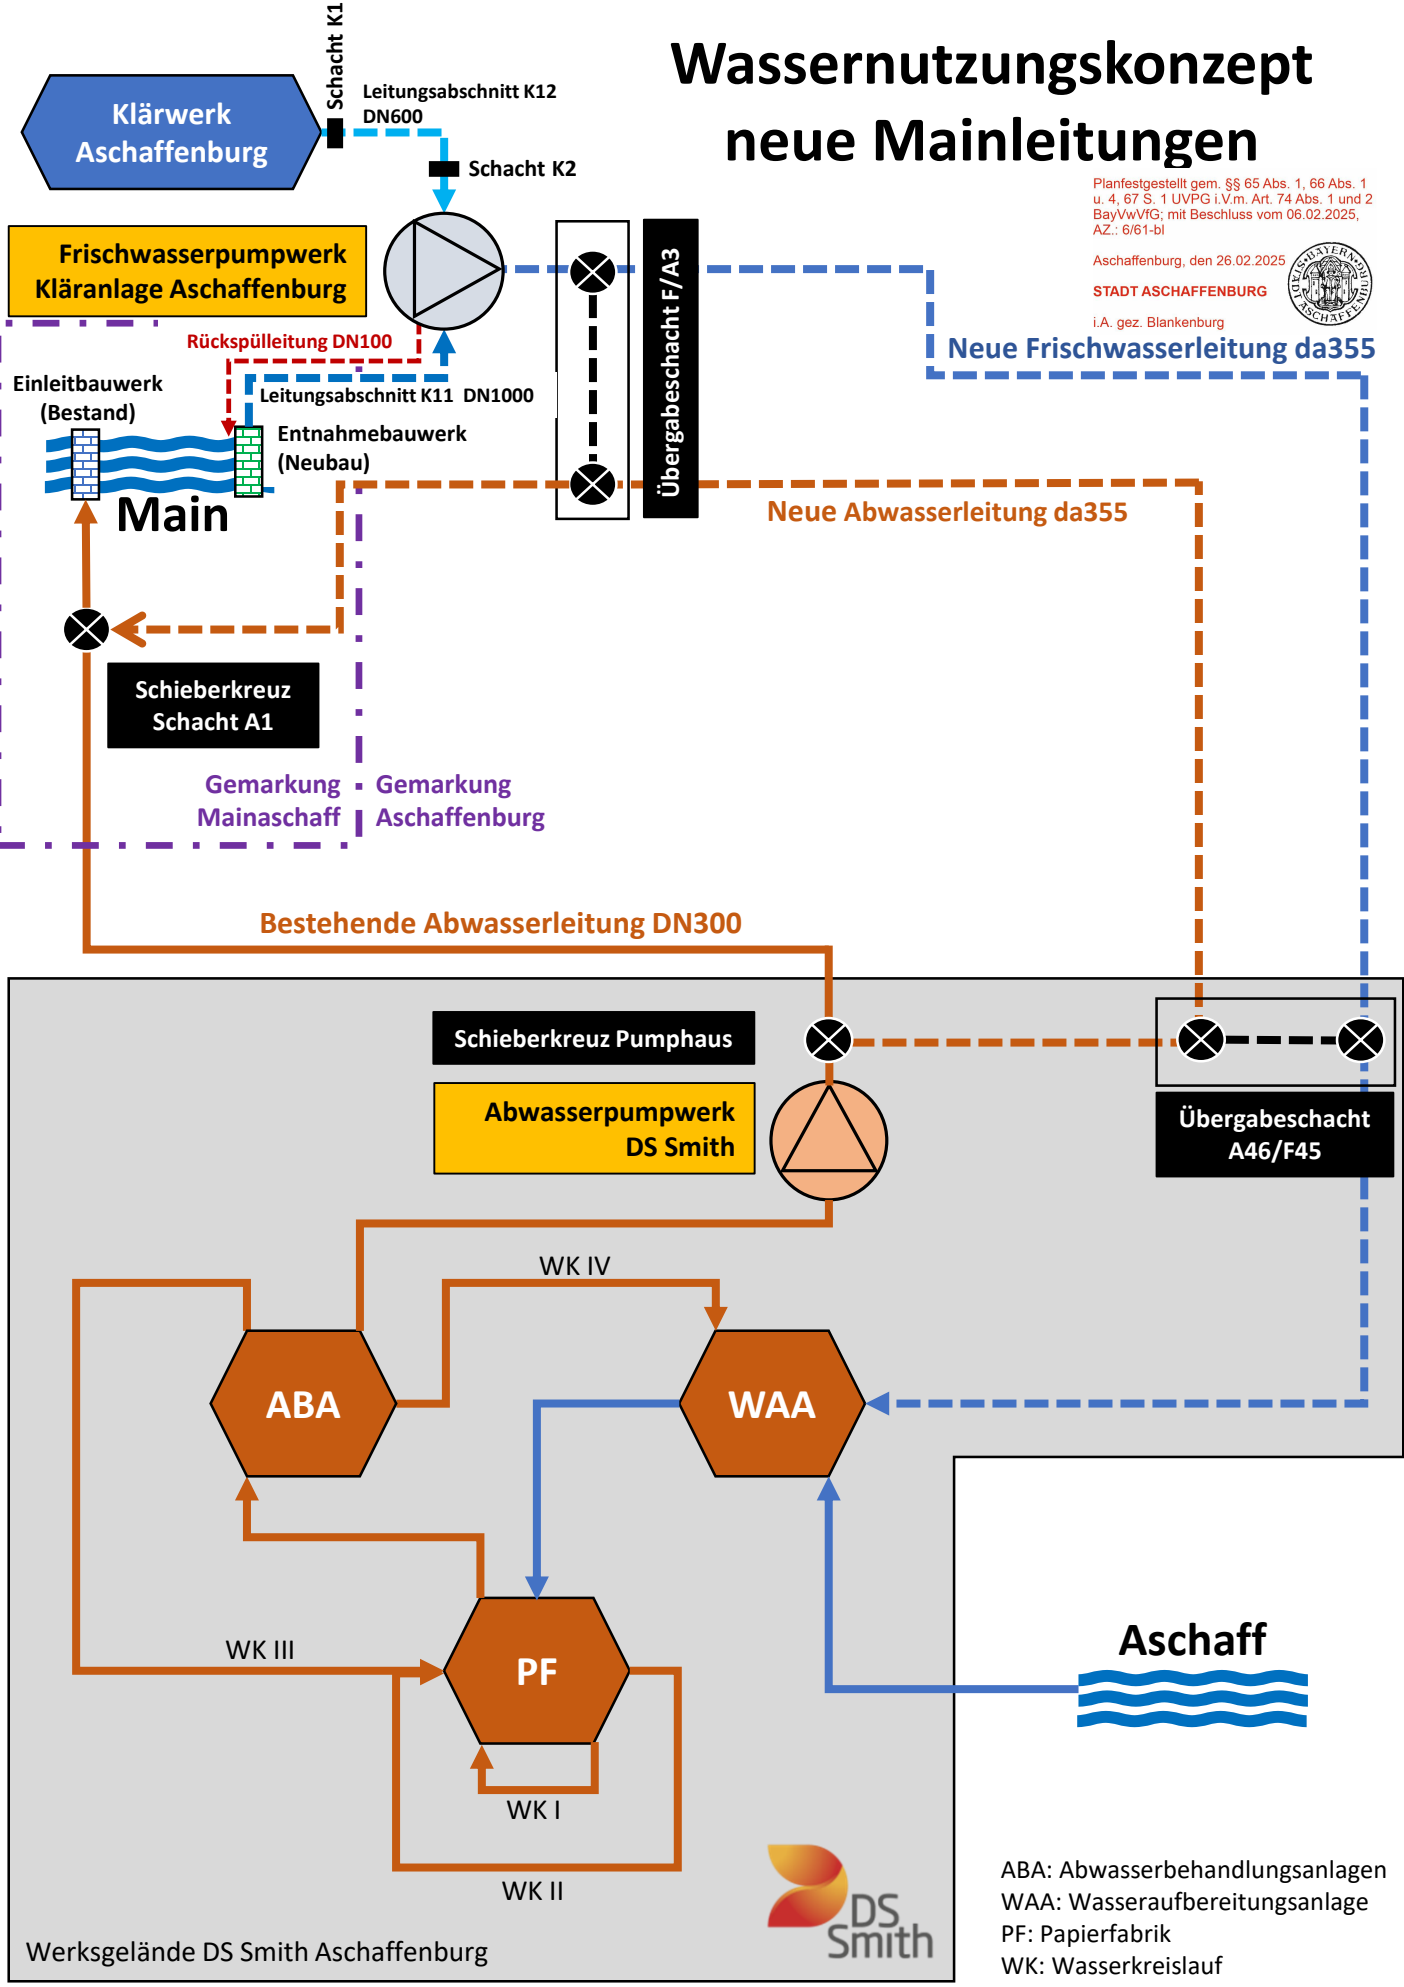 Wassernutzungskonzept
neue Mainleitungen
Planfestgestellt gem. §§ 65 Abs. 1, 66 Abs. 1
u. 4, 67 S. 1 UVPG i.V.m. Art. 74 Abs. 1 und 2
BayVwVfG; mit Beschluss vom 06.02.2025,
AZ.: 6/61-bl
Aschaffenburg, den 26.02.2025
STADT ASCHAFFENBURG
i.A. gez. Blankenburg
BAYERN
STADT ASCHAFFENBURG
Schacht K1
Klärwerk
Aschaffenburg
Leitungsabschnitt K12
DN600
Schacht K2
Frischwasserpumpwerk
Kläranlage Aschaffenburg
Übergabeschacht F/A3
Rückspülleitung DN100
Neue Frischwasserleitung da355
Einleitbauwerk
(Bestand)
Leitungsabschnitt K11 DN1000
Entnahmebauwerk
(Neubau)
Main
Neue Abwasserleitung da355
Schieberkreuz
Schacht A1
Gemarkung
Mainaschaff
Gemarkung
Aschaffenburg
Bestehende Abwasserleitung DN300
Schieberkreuz Pumphaus
Abwasserpumpwerk
DS Smith
Übergabeschacht
A46/F45
WK IV
ABA
WAA
WK III
PF
Aschaff
WK I
WK II
DS
Smith
Werksgelände DS Smith Aschaffenburg
ABA: Abwasserbehandlungsanlagen
WAA: Wasseraufbereitungsanlage
PF: Papierfabrik
WK: Wasserkreislauf